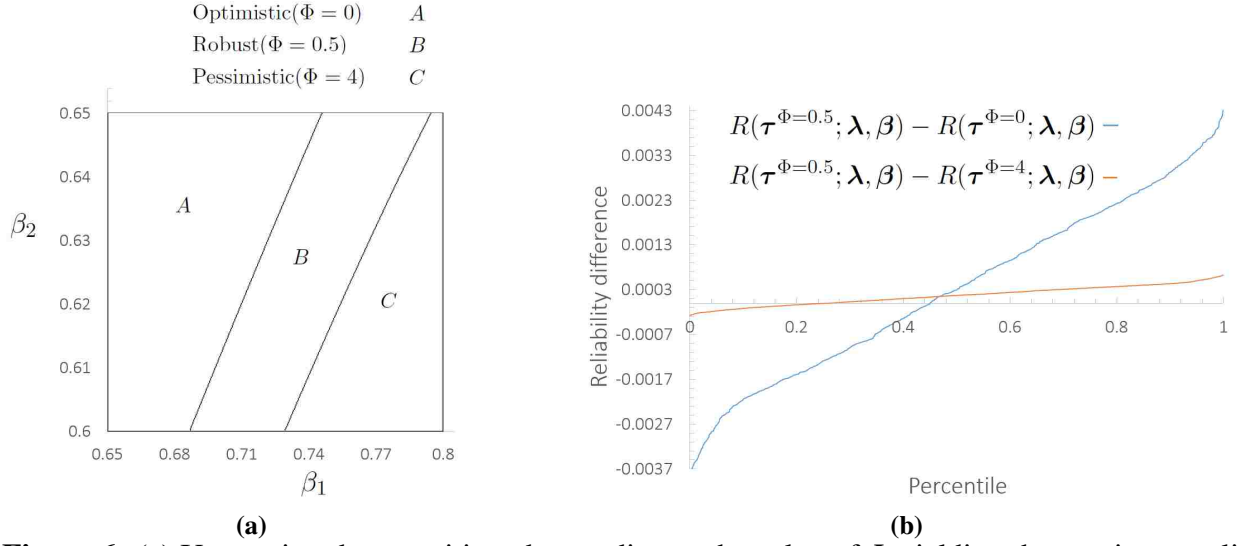 Optimistic(Φ = 0) A
Robust(Φ = 0.5) B
Pessimistic(Φ = 4) C
0.65
0.64
0.63
0.62
0.61
0.6
β₂
A
B
C
0.65 0.68 0.71 0.74 0.77 0.8
β₁
(a)
0.0043
0.0033
0.0023
0.0013
0.0003
-0.0007
-0.0017
-0.0027
-0.0037
Reliability difference
R(τ^Φ=0.5; λ, β) − R(τ^Φ=0; λ, β)
R(τ^Φ=0.5; λ, β) − R(τ^Φ=4; λ, β)
0 0.2 0.4 0.6 0.8 1
Percentile
(b)